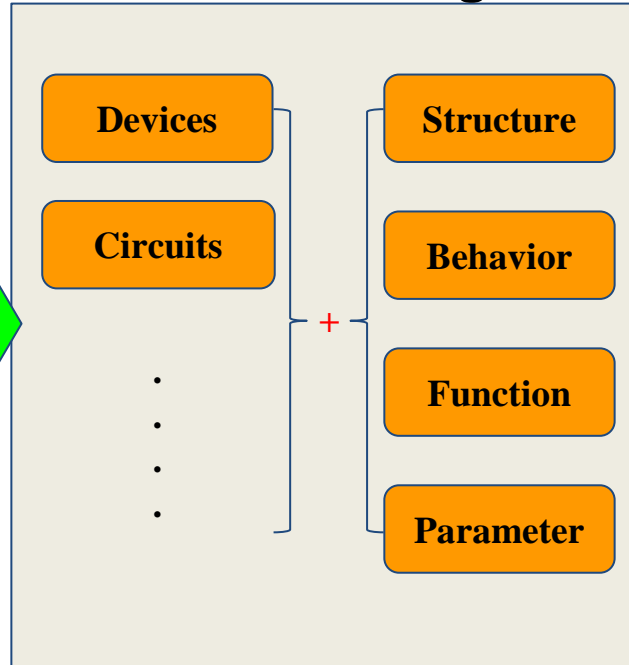 Devices
Structure
Circuits
Behavior
+
.
.
.
.
Function
Parameter